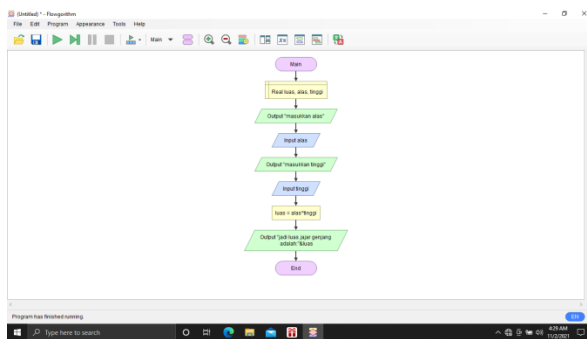 (Untitled) * - Flowgorithm
File Edit Program Appearance Tools Help
Main
Main
Real luas, alas, tinggi
Output "masukkan alas"
Input alas
Output "masukkan tinggi"
Input tinggi
luas = alas*tinggi
Output "jadi luas jajar genjang
adalah:"&luas
End
Program has finished running.
EN
Type here to search
4:29 AM
11/2/2021